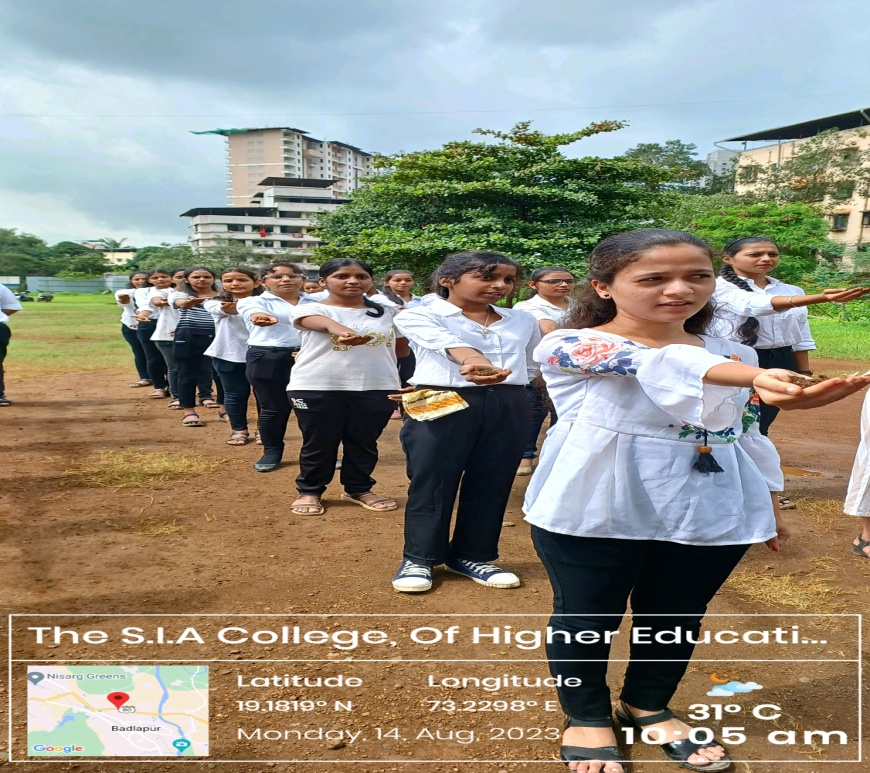 The S.I.A College, Of Higher Educati...
Nisarg Greens
Badlapur
Google
Latitude
Longitude
19.1819° N
73.2298° E
Monday, 14, Aug, 2023
31° C
10:05 am